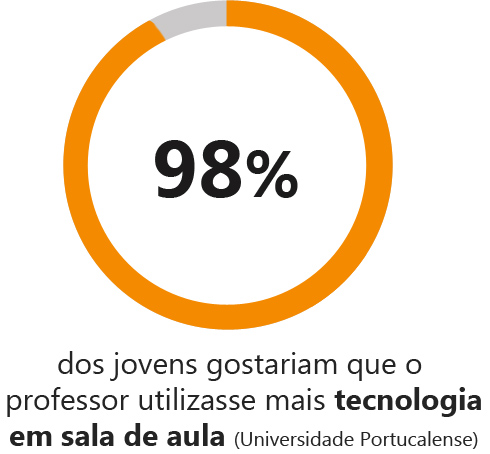 98%
dos jovens gostariam que o
professor utilizasse mais tecnologia
em sala de aula (Universidade Portucalense)